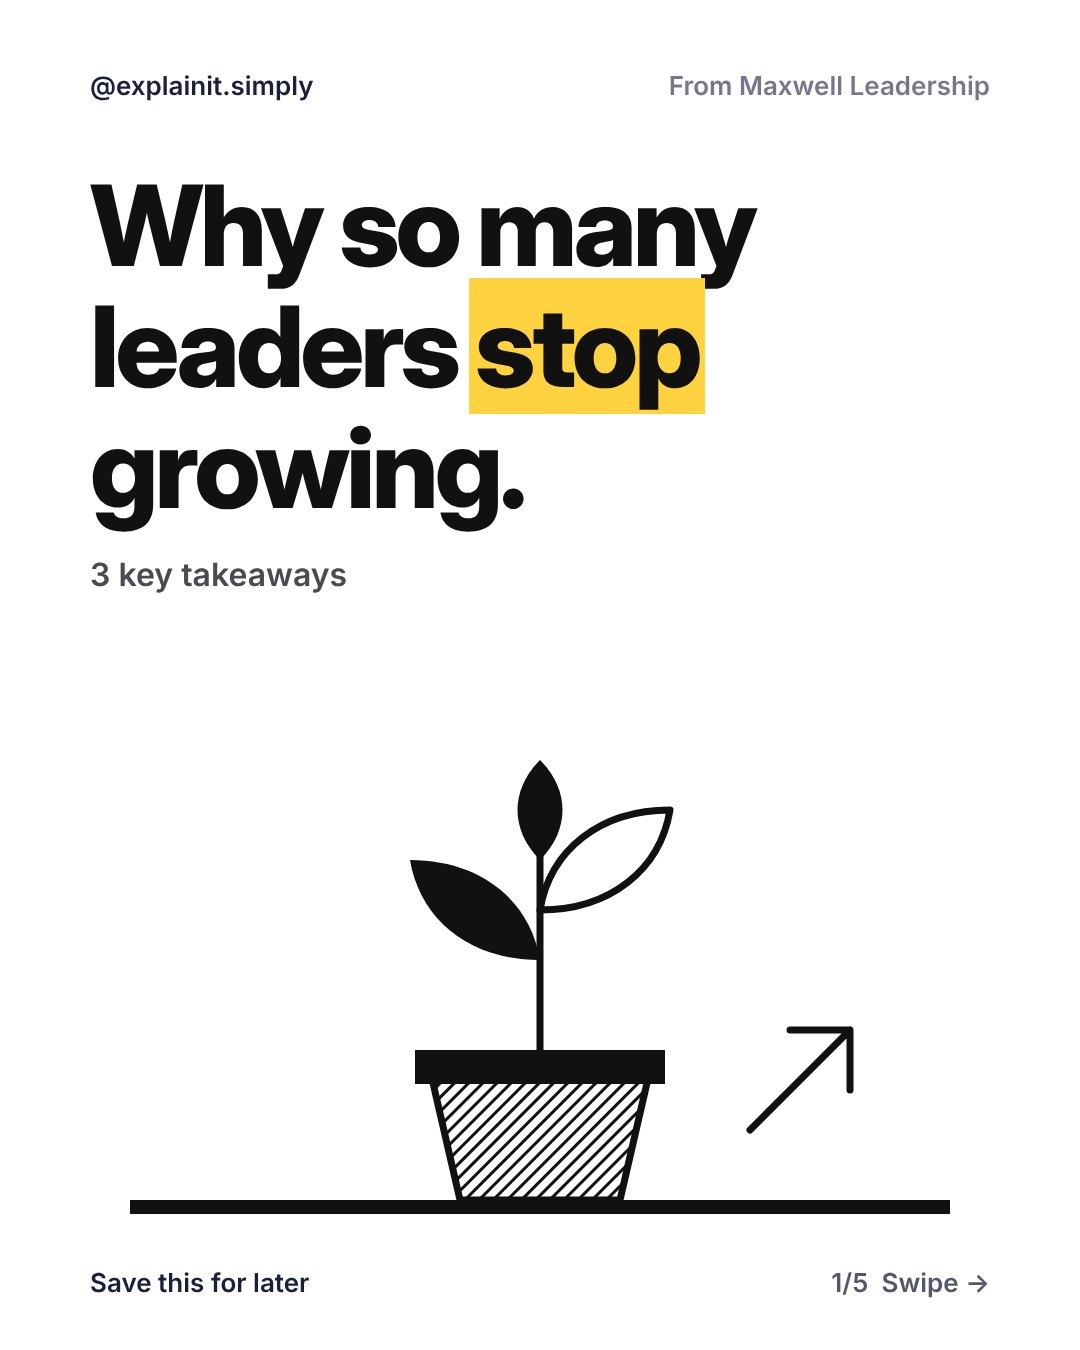 @explainit.simply
From Maxwell Leadership
Why so many
leaders stop
growing.
3 key takeaways
Save this for later
1/5 Swipe →